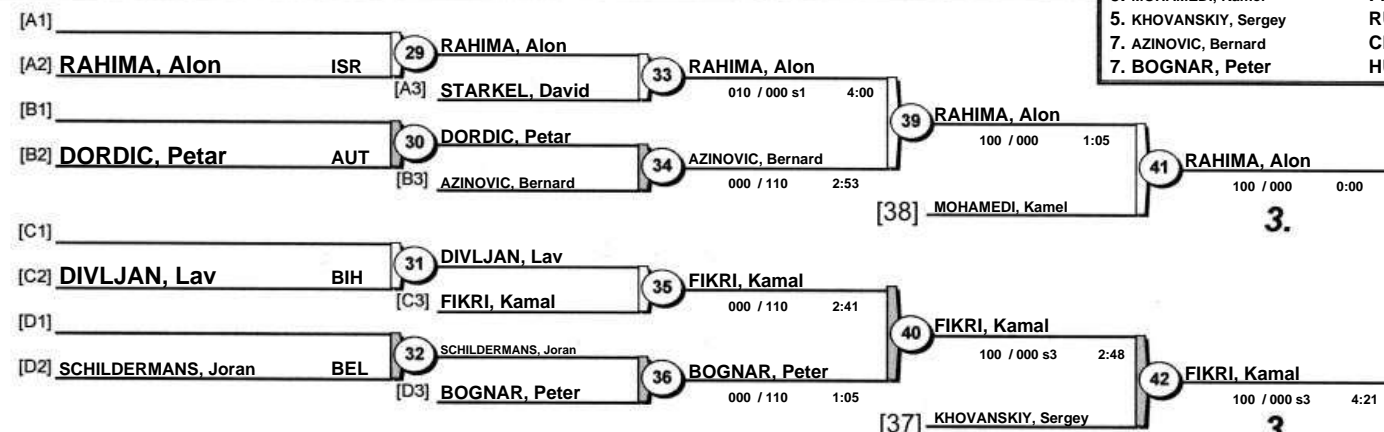 5. KHOVANSKIY, Sergey
7. AZINOVIC, Bernard
7. BOGNAR, Peter
[A1]
[A2] RAHIMA, Alon ISR
29
RAHIMA, Alon
[A3] STARKEL, David
33
RAHIMA, Alon
010 / 000 s1 4:00
[B1]
[B2] DORDIC, Petar AUT
30
DORDIC, Petar
[B3] AZINOVIC, Bernard
34
AZINOVIC, Bernard
000 / 110 2:53
39
RAHIMA, Alon
100 / 000 1:05
[38] MOHAMEDI, Kamel
41
RAHIMA, Alon
100 / 000 0:00
3.
[C1]
[C2] DIVLJAN, Lav BIH
31
DIVLJAN, Lav
[C3] FIKRI, Kamal
35
FIKRI, Kamal
000 / 110 2:41
[D1]
[D2] SCHILDERMANS, Joran BEL
32
SCHILDERMANS, Joran
[D3] BOGNAR, Peter
36
BOGNAR, Peter
000 / 110 1:05
40
FIKRI, Kamal
100 / 000 s3 2:48
[37] KHOVANSKIY, Sergey
42
FIKRI, Kamal
100 / 000 s3 4:21
3